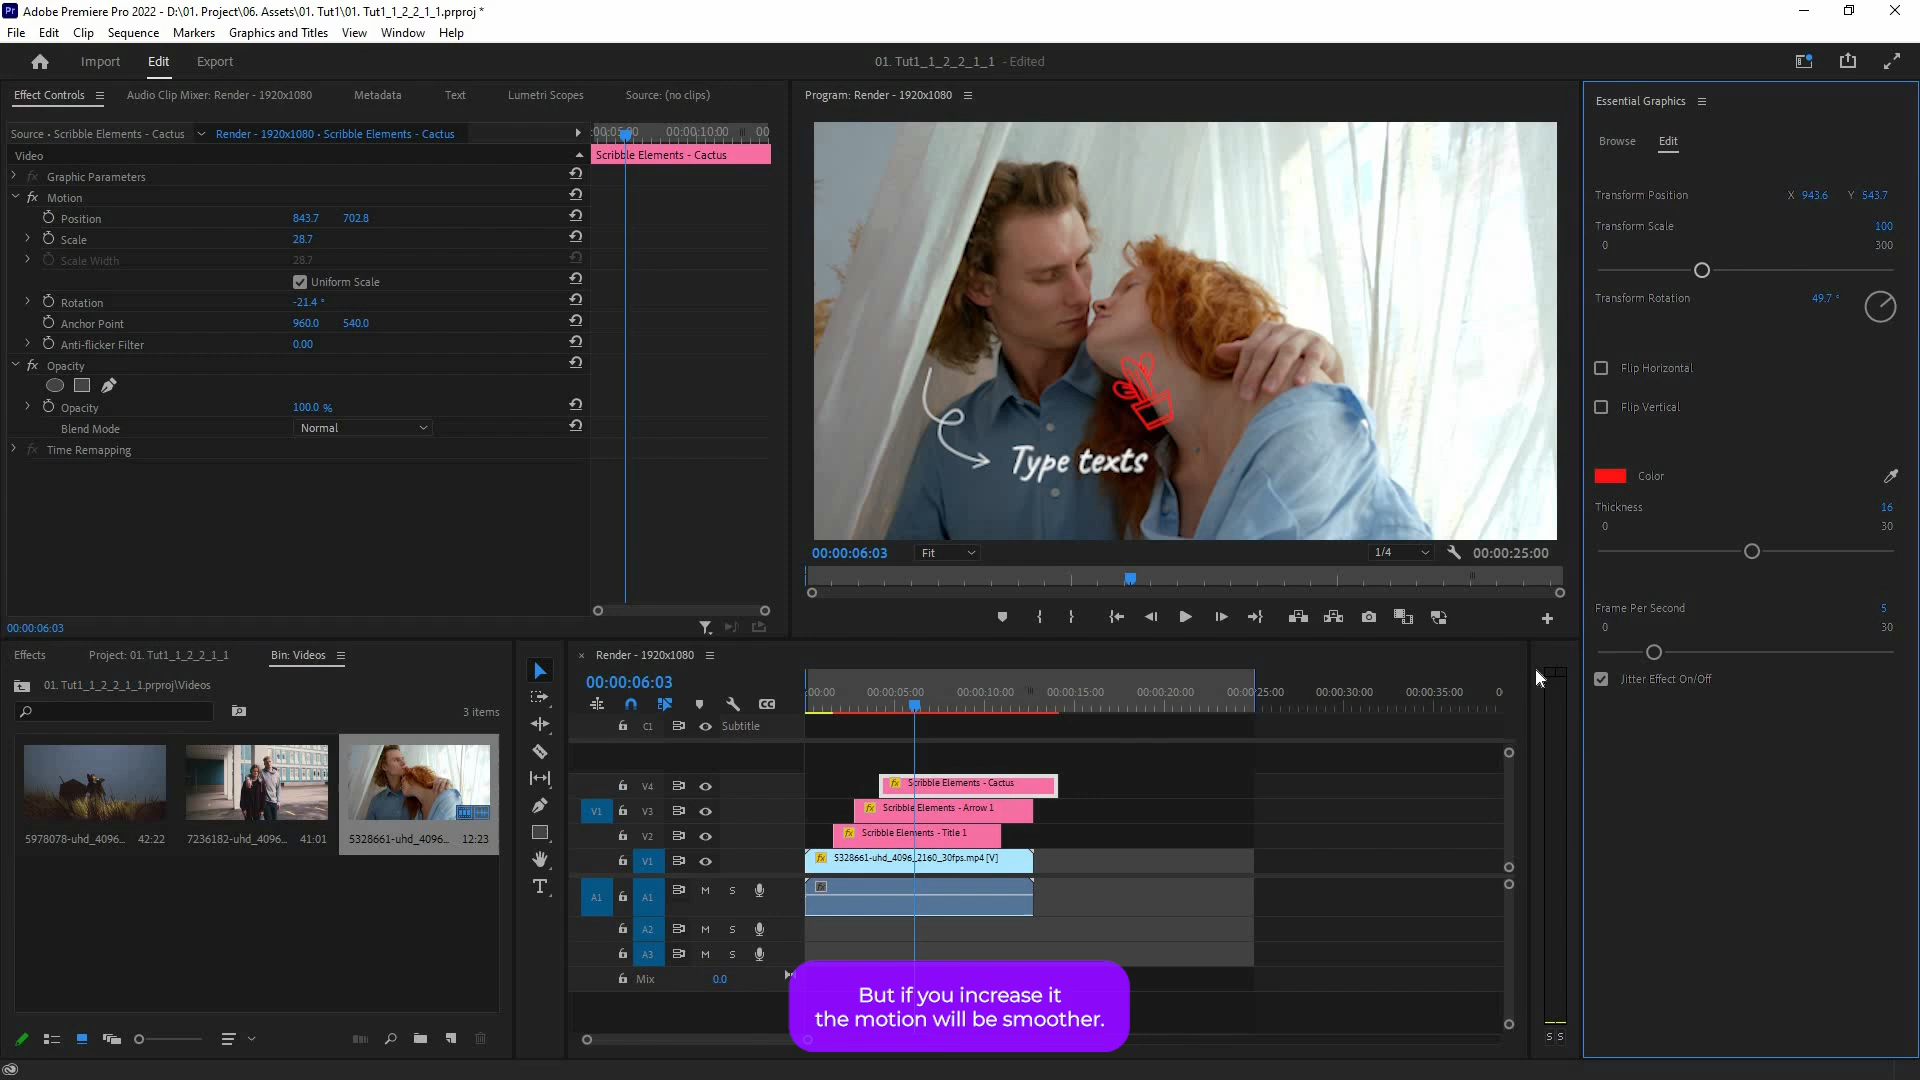 Adobe Premiere Pro 2022 - D:\01. Project\06. Assets\01. Tut1\01. Tut1_1_2_2_1_1.prproj *
File Edit Clip Sequence Markers Graphics and Titles View Window Help
Import Edit Export
01. Tut1_1_2_2_1_1 - Edited
Effect Controls Audio Clip Mixer: Render - 1920x1080 Metadata Text Lumetri Scopes Source: (no clips)
Source • Scribble Elements - Cactus Render - 1920x1080 • Scribble Elements - Cactus
:00:05:00 00:00:10:00 00
Video
Scribble Elements - Cactus
fx Graphic Parameters
fx Motion
Position 843.7 702.8
Scale 28.7
Scale Width 28.7
Uniform Scale
Rotation -21.4 °
Anchor Point 960.0 540.0
Anti-flicker Filter 0.00
fx Opacity
Opacity 100.0 %
Blend Mode Normal
fx Time Remapping
00:00:06:03
Program: Render - 1920x1080
Type texts
00:00:06:03 Fit 1/4 00:00:25:00
Essential Graphics
Browse Edit
Transform Position X 943.6 Y 543.7
Transform Scale 100
0 300
Transform Rotation 49.7 °
Flip Horizontal
Flip Vertical
Color
Thickness 16
0 30
Frame Per Second 5
0 30
Jitter Effect On/Off
Effects Project: 01. Tut1_1_2_2_1_1 Bin: Videos
01. Tut1_1_2_2_1_1.prproj\Videos
3 items
5978078-uhd_4096... 42:22
7236182-uhd_4096... 41:01
5328661-uhd_4096... 12:23
Render - 1920x1080
00:00:06:03
:00:00 00:00:05:00 00:00:10:00 00:00:15:00 00:00:20:00 00:00:25:00 00:00:30:00 00:00:35:00 0
C1 Subtitle
V4 fx Scribble Elements - Cactus
V1 V3 fx Scribble Elements - Arrow 1
V2 fx Scribble Elements - Title 1
V1 fx 5328661-uhd_4096_2160_30fps.mp4 [V]
A1 A1 M S fx
A2 M S
A3 M S
Mix 0.0
S S
But if you increase it
the motion will be smoother.